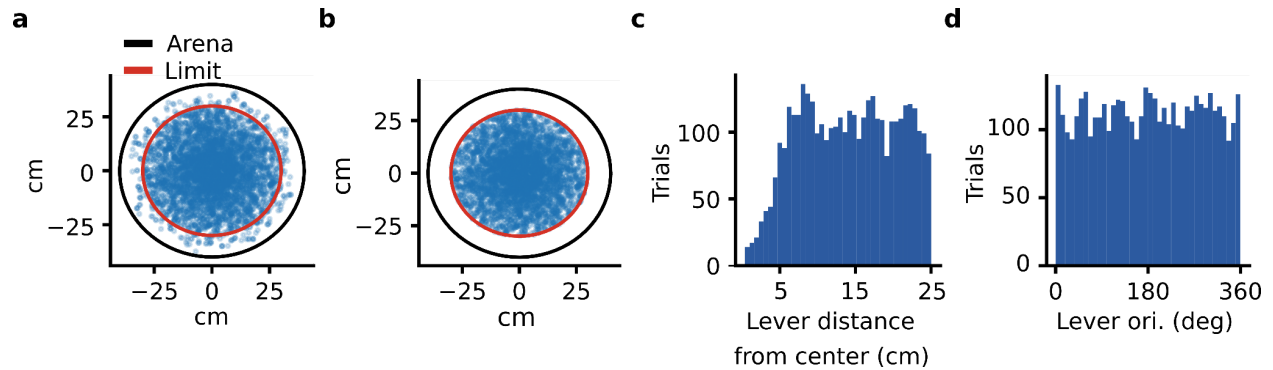 a
Arena
Limit
25
0
−25
cm
−25 0 25
cm
b
25
0
−25
cm
−25 0 25
cm
c
100
50
0
Trials
5 15 25
Lever distance
from center (cm)
d
100
50
0
Trials
0 180 360
Lever ori. (deg)